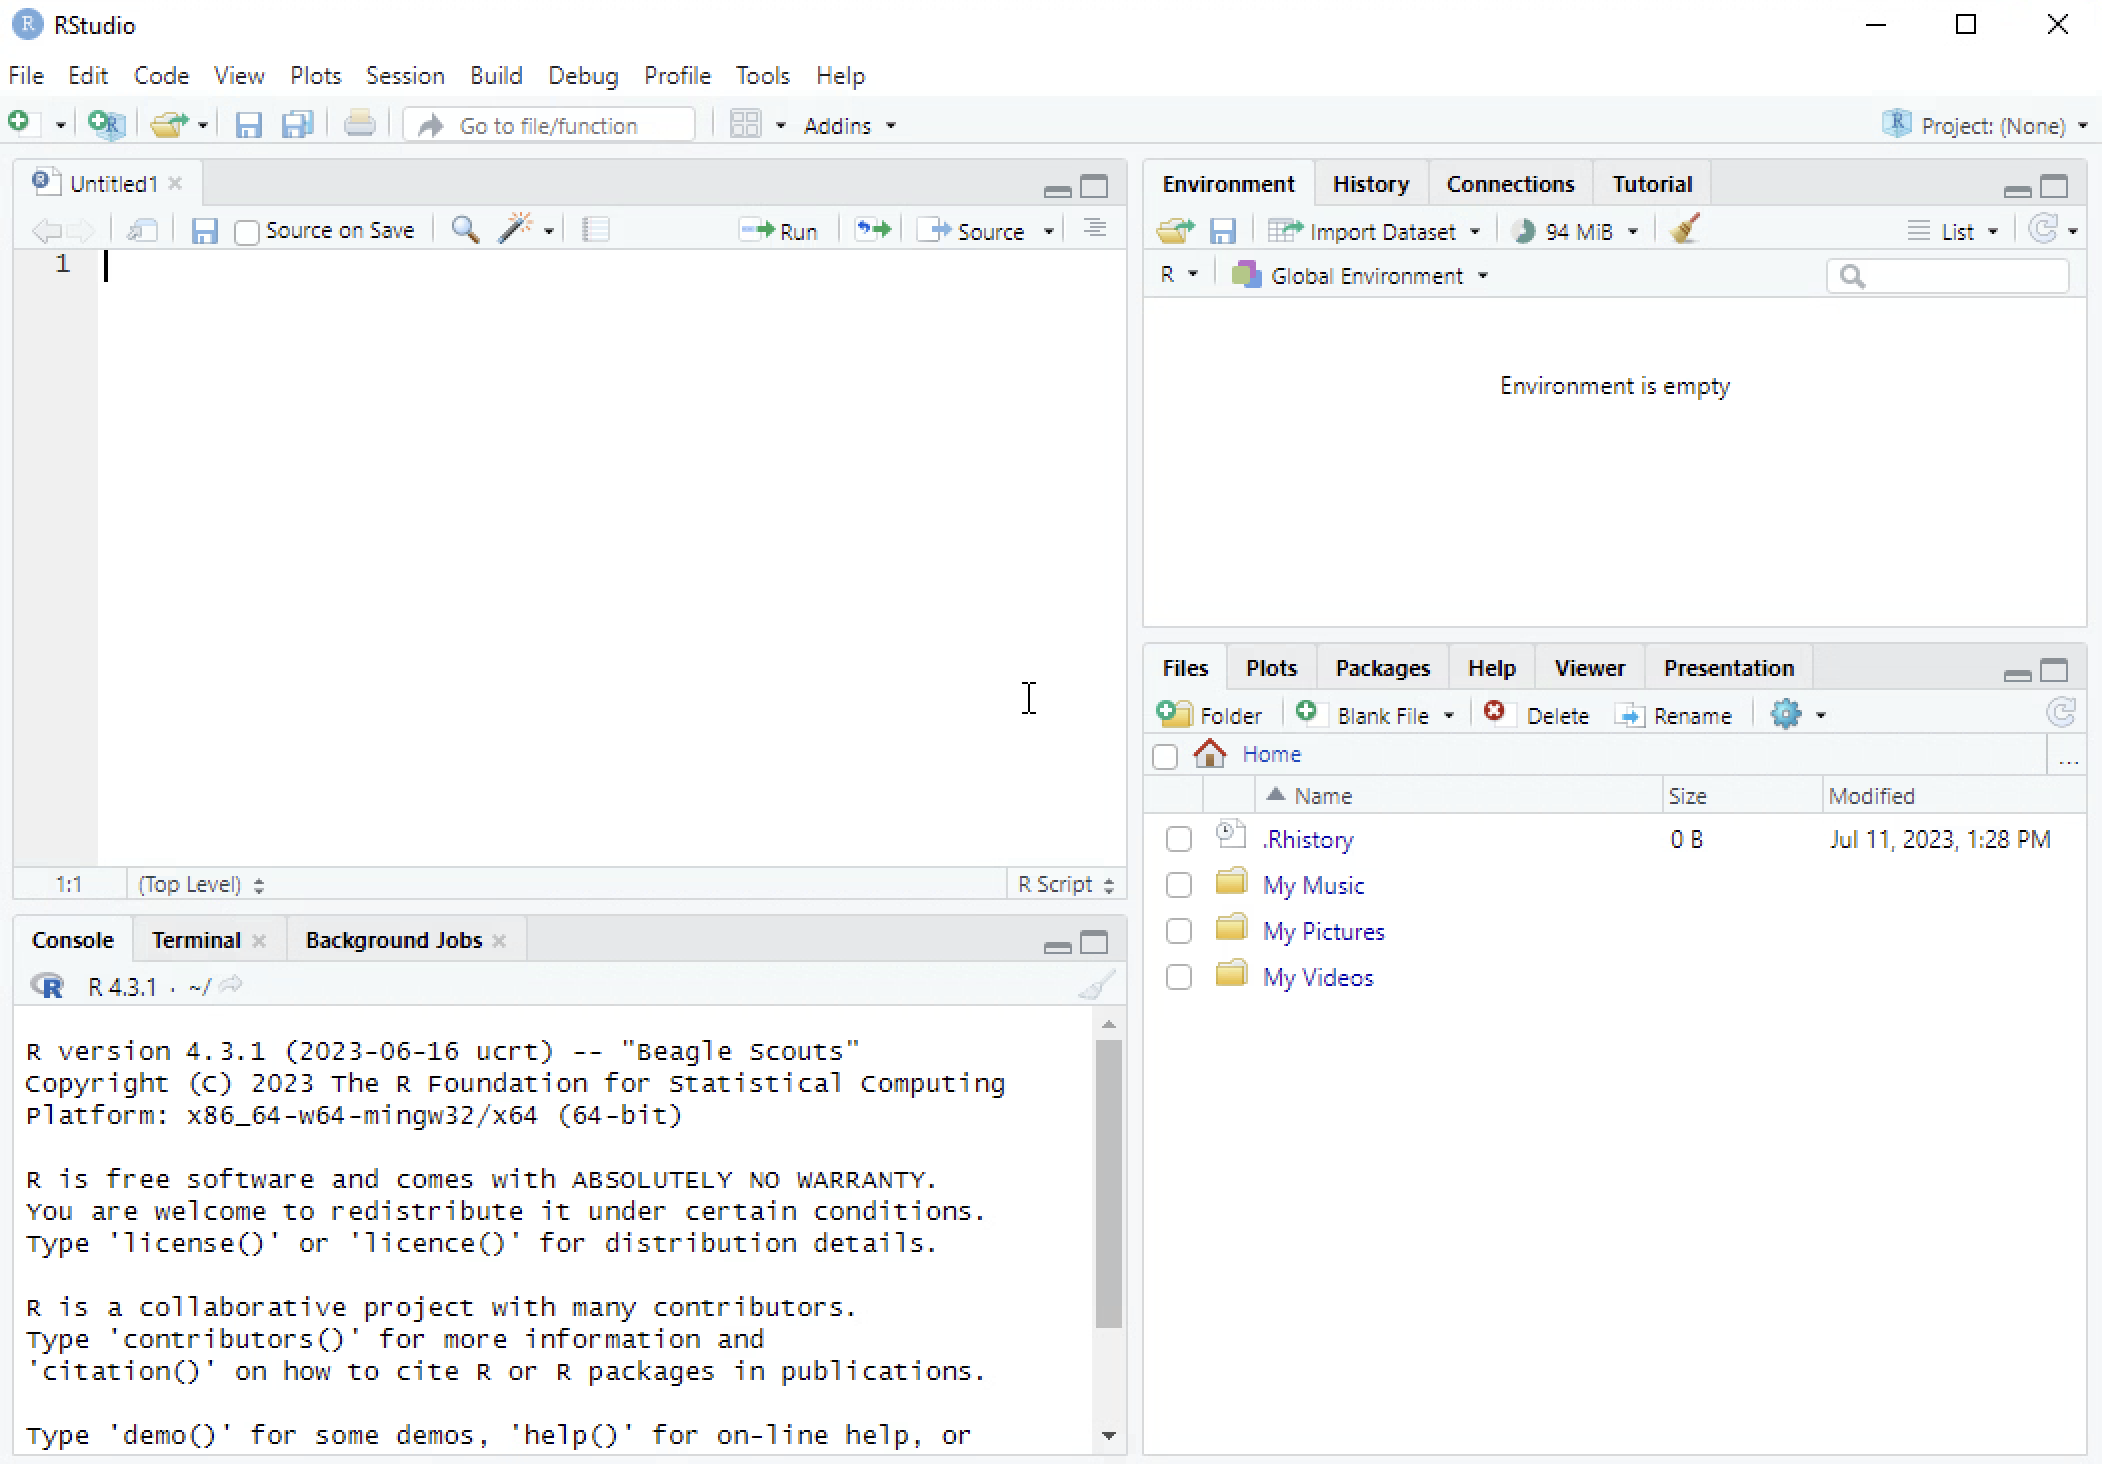 R RStudio
File Edit Code View Plots Session Build Debug Profile Tools Help
Go to file/function Addins Project: (None)
Untitled1
Source on Save Run Source
1
1:1 (Top Level) R Script
Console Terminal Background Jobs
R 4.3.1 · ~/
R version 4.3.1 (2023-06-16 ucrt) -- "Beagle Scouts"
Copyright (C) 2023 The R Foundation for Statistical Computing
Platform: x86_64-w64-mingw32/x64 (64-bit)
R is free software and comes with ABSOLUTELY NO WARRANTY.
You are welcome to redistribute it under certain conditions.
Type 'license()' or 'licence()' for distribution details.
R is a collaborative project with many contributors.
Type 'contributors()' for more information and
'citation()' on how to cite R or R packages in publications.
Type 'demo()' for some demos, 'help()' for on-line help, or
Environment History Connections Tutorial
Import Dataset 94 MiB List
R Global Environment
Environment is empty
Files Plots Packages Help Viewer Presentation
Folder Blank File Delete Rename
Home ...
Name Size Modified
.Rhistory 0 B Jul 11, 2023, 1:28 PM
My Music
My Pictures
My Videos